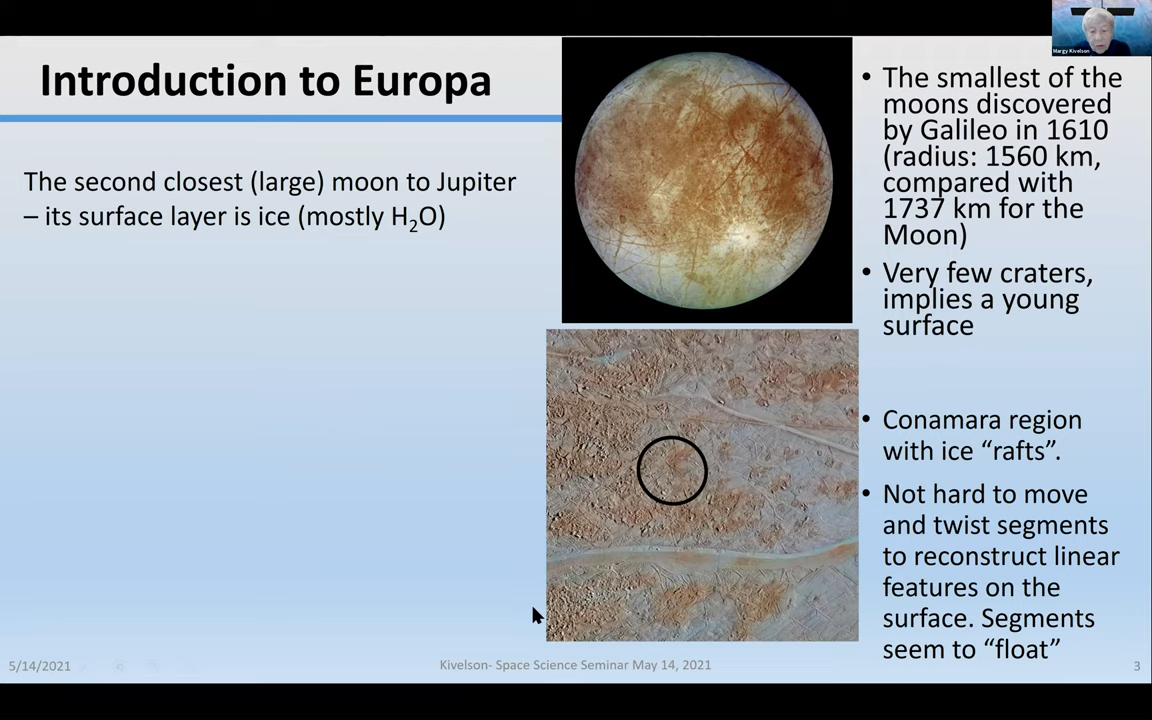 Margy Kivelson
Introduction to Europa
The second closest (large) moon to Jupiter
– its surface layer is ice (mostly H₂O)
• The smallest of the
moons discovered
by Galileo in 1610
(radius: 1560 km,
compared with
1737 km for the
Moon)
• Very few craters,
implies a young
surface
• Conamara region
with ice “rafts”.
• Not hard to move
and twist segments
to reconstruct linear
features on the
surface. Segments
seem to “float”
5/14/2021
Kivelson- Space Science Seminar May 14, 2021
3